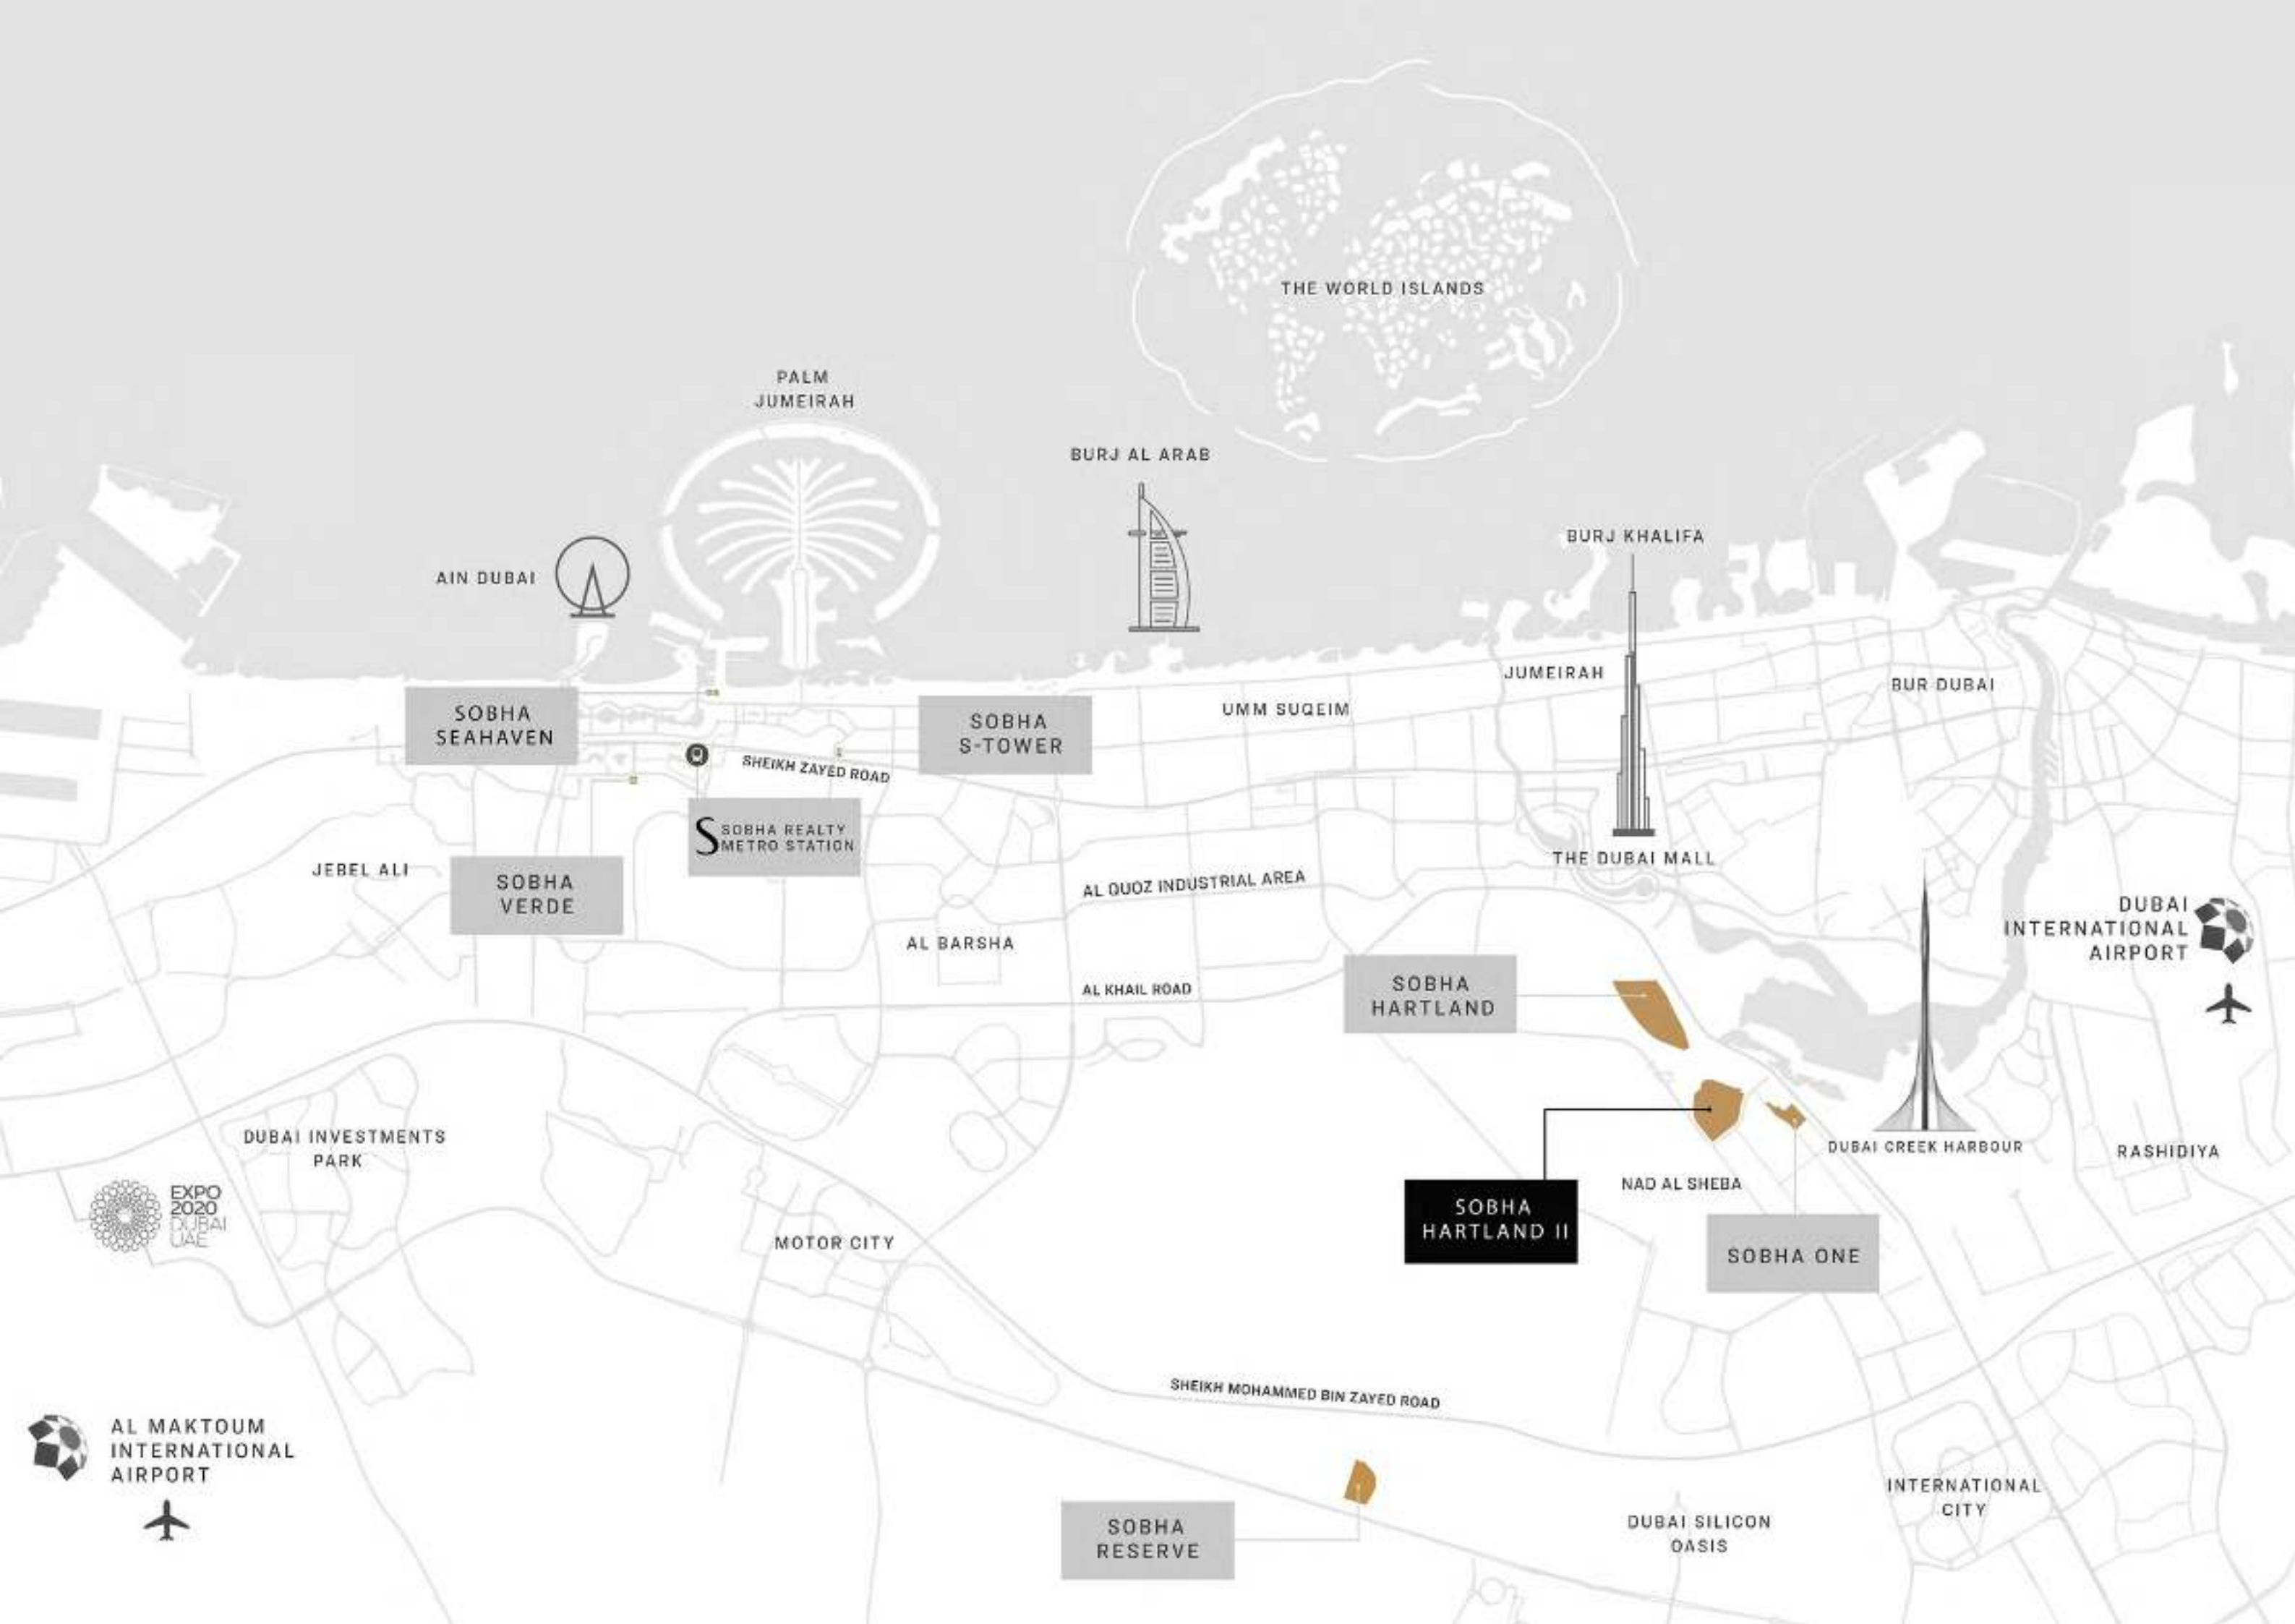 THE WORLD ISLANDS
PALM
JUMEIRAH
BURJ AL ARAB
BURJ KHALIFA
AIN DUBAI
JUMEIRAH
BUR DUBAI
SOBHA
SEAHAVEN
SOBHA
S-TOWER
UMM SUQEIM
SHEIKH ZAYED ROAD
S SOBHA REALTY
METRO STATION
THE DUBAI MALL
JEBEL ALI
SOBHA
VERDE
AL QUOZ INDUSTRIAL AREA
DUBAI
INTERNATIONAL
AIRPORT
AL BARSHA
AL KHAIL ROAD
SOBHA
HARTLAND
DUBAI INVESTMENTS
PARK
DUBAI CREEK HARBOUR
RASHIDIYA
EXPO
2020
DUBAI
UAE
NAD AL SHEBA
SOBHA
HARTLAND II
MOTOR CITY
SOBHA ONE
SHEIKH MOHAMMED BIN ZAYED ROAD
AL MAKTOUM
INTERNATIONAL
AIRPORT
INTERNATIONAL
CITY
SOBHA
RESERVE
DUBAI SILICON
OASIS